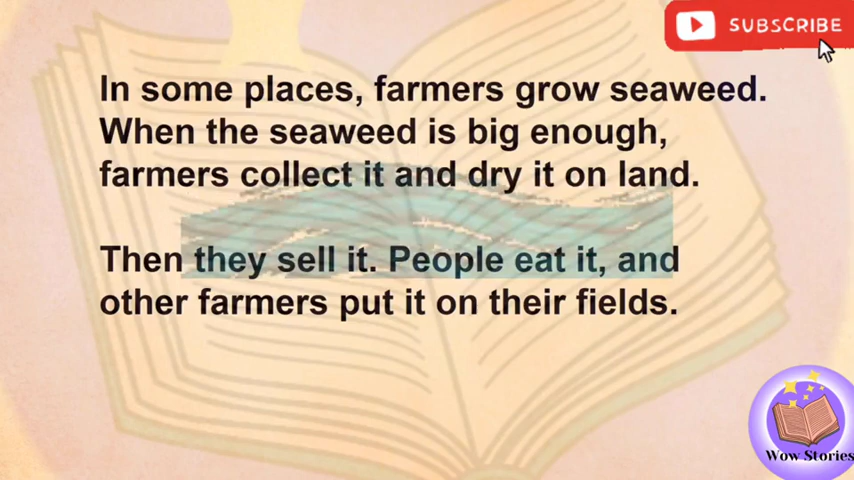 SUBSCRIBE
In some places, farmers grow seaweed.
When the seaweed is big enough,
farmers collect it and dry it on land.
Then they sell it. People eat it, and
other farmers put it on their fields.
Wow Stories